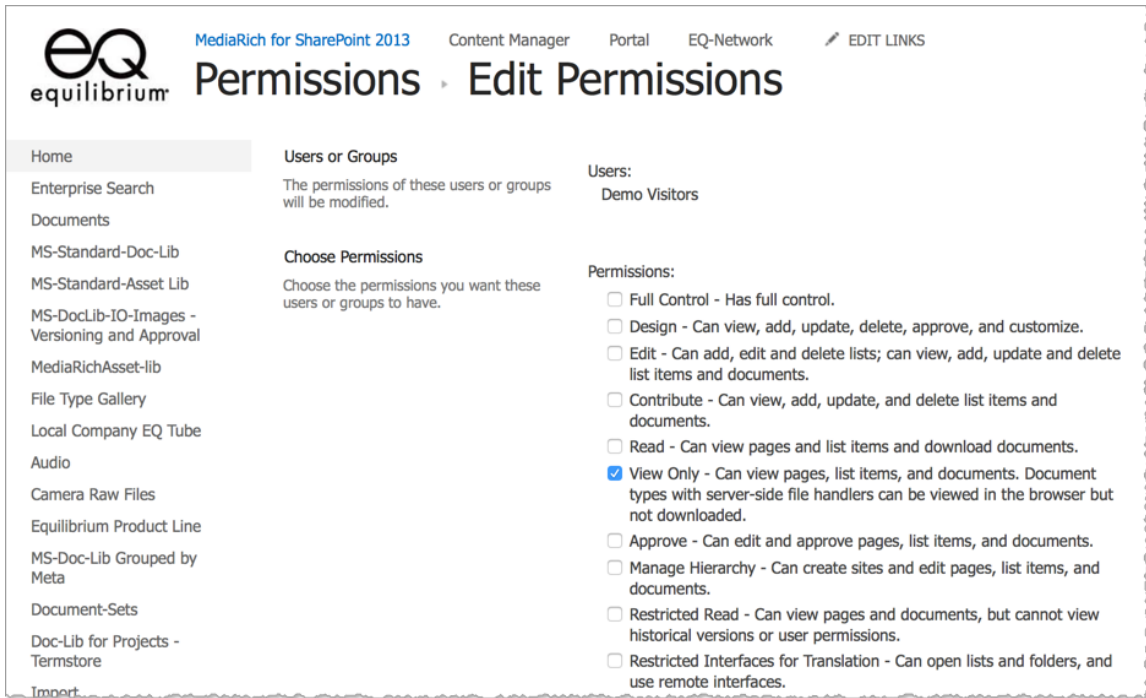 eQ
equilibrium
MediaRich for SharePoint 2013 Content Manager Portal EQ-Network EDIT LINKS
Permissions ▸ Edit Permissions
Home
Enterprise Search
Documents
MS-Standard-Doc-Lib
MS-Standard-Asset Lib
MS-DocLib-IO-Images -
Versioning and Approval
MediaRichAsset-lib
File Type Gallery
Local Company EQ Tube
Audio
Camera Raw Files
Equilibrium Product Line
MS-Doc-Lib Grouped by
Meta
Document-Sets
Doc-Lib for Projects -
Termstore
Import
Users or Groups
The permissions of these users or groups
will be modified.
Choose Permissions
Choose the permissions you want these
users or groups to have.
Users:
Demo Visitors
Permissions:
Full Control - Has full control.
Design - Can view, add, update, delete, approve, and customize.
Edit - Can add, edit and delete lists; can view, add, update and delete
list items and documents.
Contribute - Can view, add, update, and delete list items and
documents.
Read - Can view pages and list items and download documents.
View Only - Can view pages, list items, and documents. Document
types with server-side file handlers can be viewed in the browser but
not downloaded.
Approve - Can edit and approve pages, list items, and documents.
Manage Hierarchy - Can create sites and edit pages, list items, and
documents.
Restricted Read - Can view pages and documents, but cannot view
historical versions or user permissions.
Restricted Interfaces for Translation - Can open lists and folders, and
use remote interfaces.